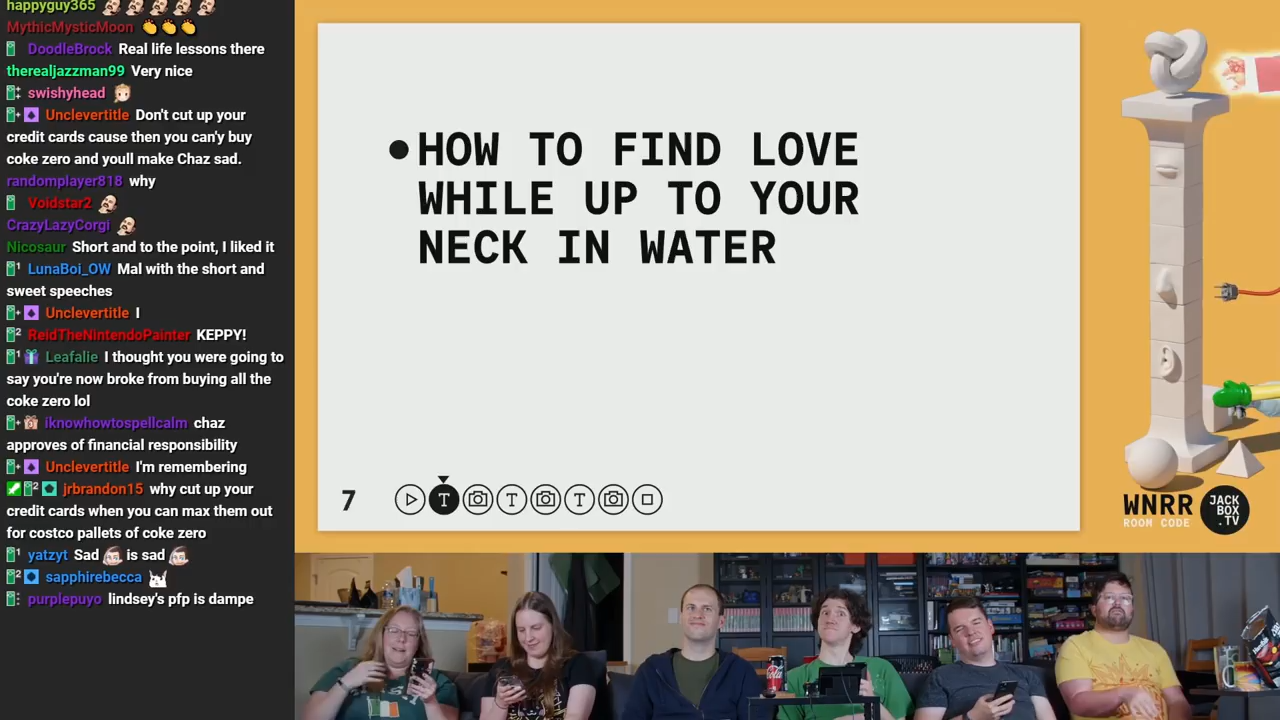 happyguy365
MythicMysticMoon
DoodleBrock Real life lessons there
therealjazzman99 Very nice
swishyhead
Unclevertitle Don't cut up your
credit cards cause then you can'y buy
coke zero and youll make Chaz sad.
randomplayer818 why
Voidstar2
CrazyLazyCorgi
Nicosaur Short and to the point, I liked it
LunaBoi_OW Mal with the short and
sweet speeches
Unclevertitle I
ReidTheNintendoPainter KEPPY!
Leafalie I thought you were going to
say you're now broke from buying all the
coke zero lol
iknowhowtospellcalm chaz
approves of financial responsibility
Unclevertitle I'm remembering
jrbrandon15 why cut up your
credit cards when you can max them out
for costco pallets of coke zero
yatzyt Sad is sad
sapphirebecca
purplepuyo lindsey's pfp is dampe
HOW TO FIND LOVE
WHILE UP TO YOUR
NECK IN WATER
7
T T T
WNRR
ROOM CODE
JACK
BOX
.TV